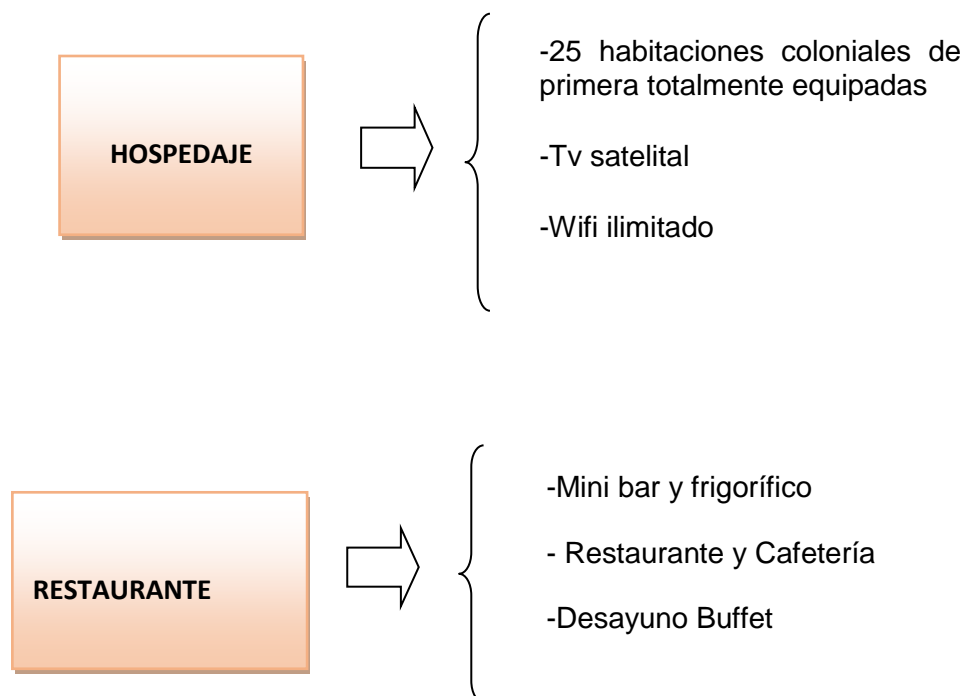 HOSPEDAJE
-25 habitaciones coloniales de
primera totalmente equipadas
-Tv satelital
-Wifi ilimitado
RESTAURANTE
-Mini bar y frigorífico
- Restaurante y Cafetería
-Desayuno Buffet